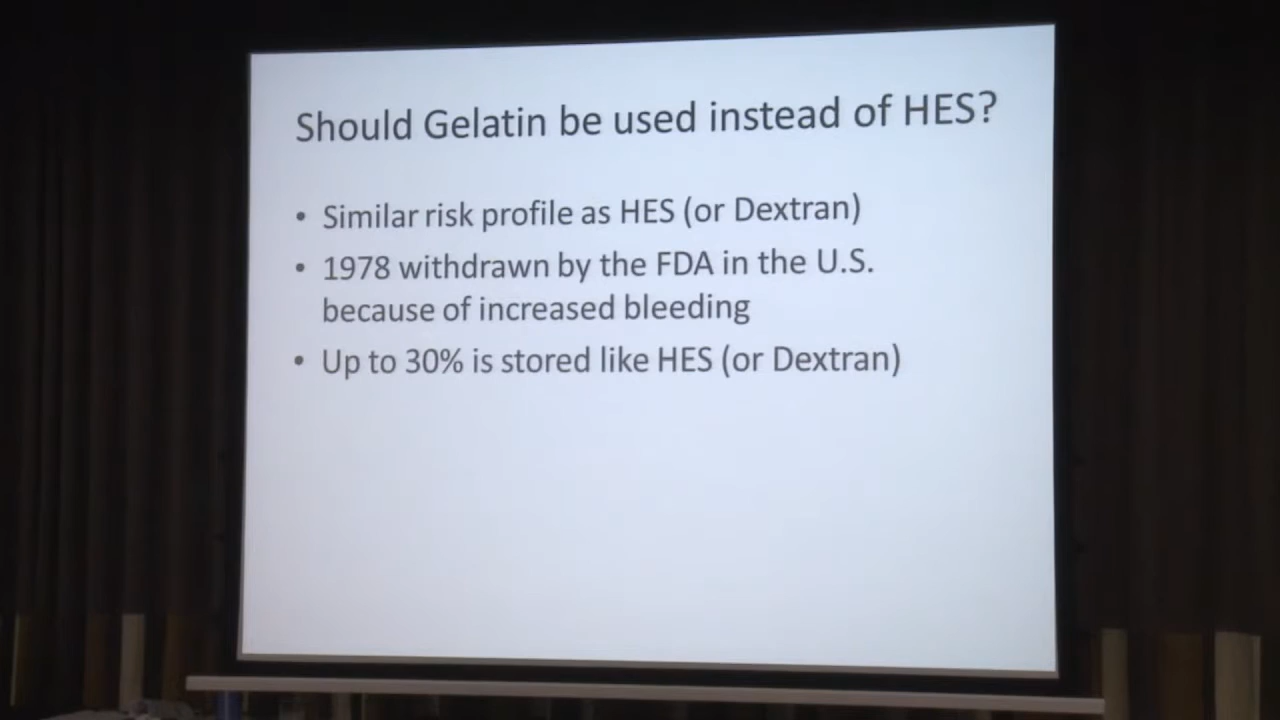 Should Gelatin be used instead of HES?
• Similar risk profile as HES (or Dextran)
• 1978 withdrawn by the FDA in the U.S.
because of increased bleeding
• Up to 30% is stored like HES (or Dextran)